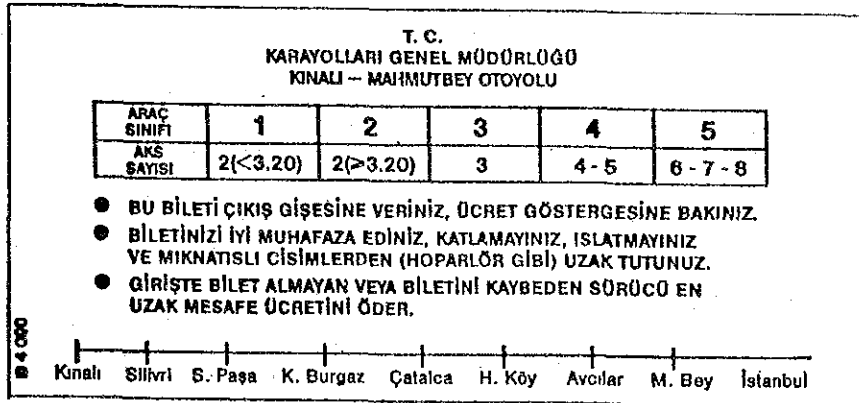 T. C.
KARAYOLLARI GENEL MÜDÜRLÜĞÜ
KINALI — MAHMUTBEY OTOYOLU
ARAÇ SINIFI 1 2 3 4 5
AKS SAYISI 2(<3.20) 2(≥3.20) 3 4 - 5 6 - 7 - 8
● BU BİLETİ ÇIKIŞ GİŞESİNE VERİNİZ, ÜCRET GÖSTERGESİNE BAKINIZ.
● BİLETİNİZİ İYİ MUHAFAZA EDİNİZ, KATLAMAYINIZ, ISLATMAYINIZ
VE MIKNATISLI CİSİMLERDEN (HOPARLÖR GİBİ) UZAK TUTUNUZ.
● GİRİŞTE BİLET ALMAYAN VEYA BİLETİNİ KAYBEDEN SÜRÜCÜ EN
UZAK MESAFE ÜCRETİNİ ÖDER.
Kınalı Silivri S. Paşa K. Burgaz Çatalca H. Köy Avcılar M. Bey İstanbul